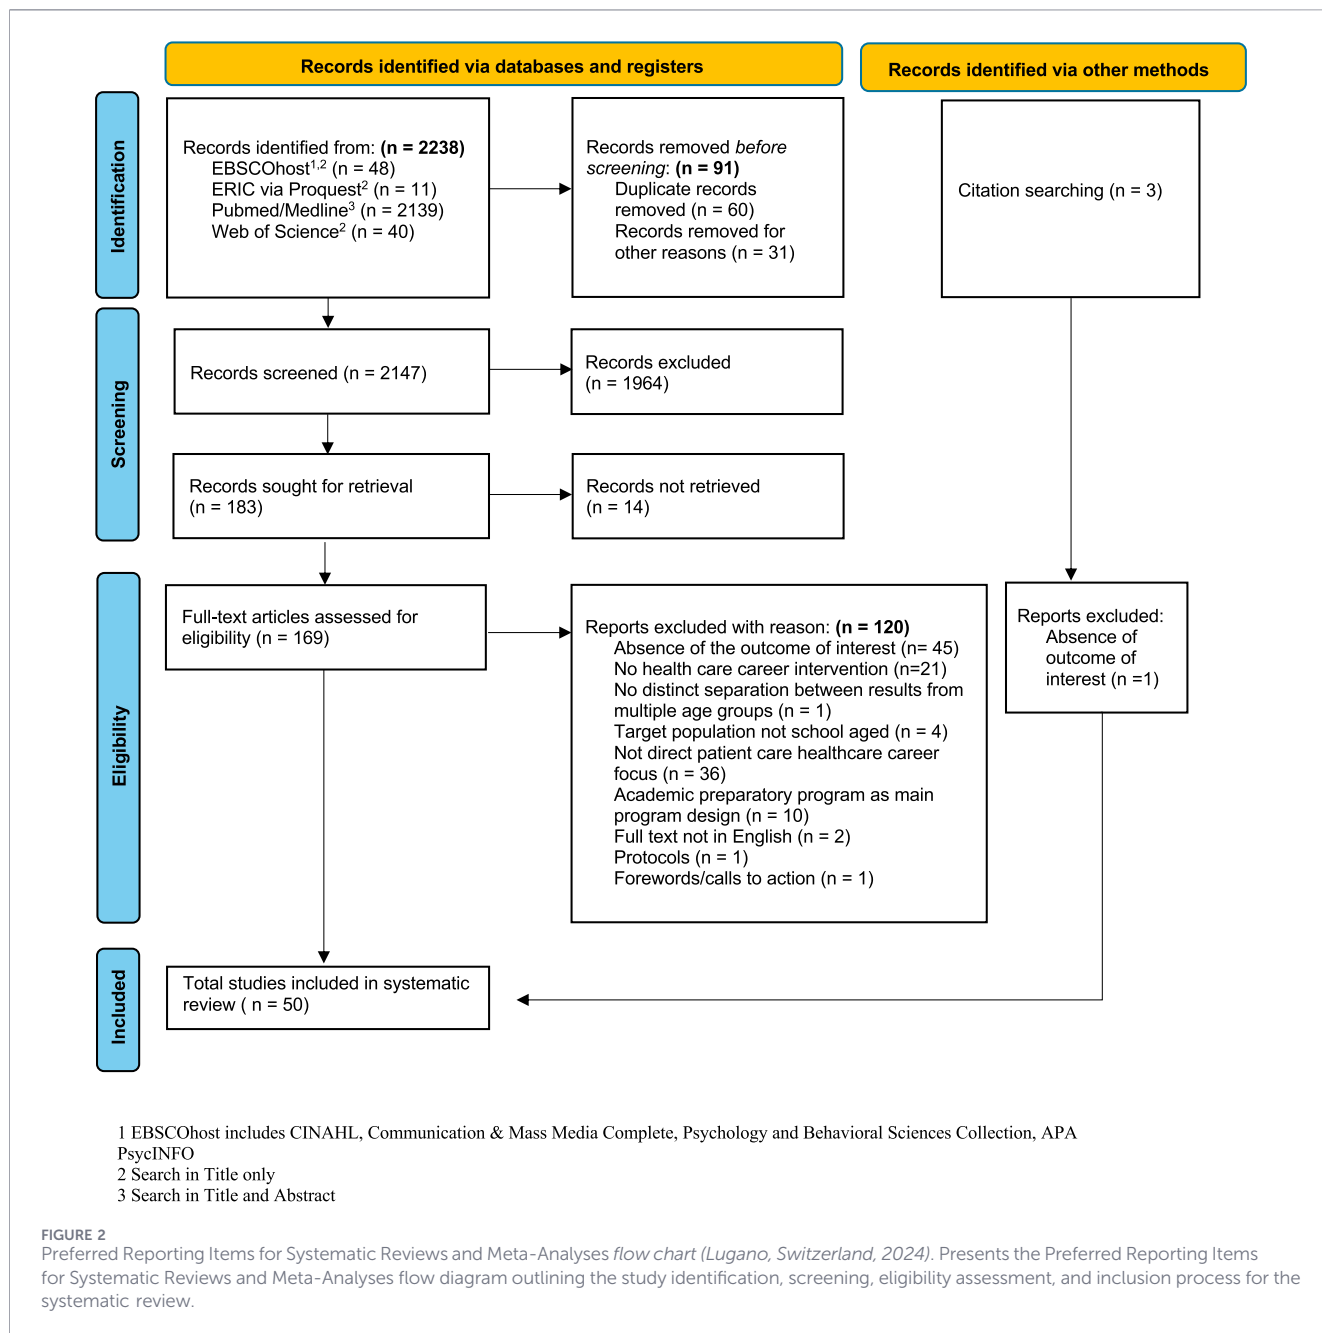 Records identified via databases and registers
Records identified via other methods
Identification
Records identified from: (n = 2238)
EBSCOhost1,2 (n = 48)
ERIC via Proquest2 (n = 11)
Pubmed/Medline3 (n = 2139)
Web of Science2 (n = 40)
Records removed before
screening: (n = 91)
Duplicate records
removed (n = 60)
Records removed for
other reasons (n = 31)
Citation searching (n = 3)
Screening
Records screened (n = 2147)
Records excluded
(n = 1964)
Records sought for retrieval
(n = 183)
Records not retrieved
(n = 14)
Eligibility
Full-text articles assessed for
eligibility (n = 169)
Reports excluded with reason: (n = 120)
Absence of the outcome of interest (n= 45)
No health care career intervention (n=21)
No distinct separation between results from
multiple age groups (n = 1)
Target population not school aged (n = 4)
Not direct patient care healthcare career
focus (n = 36)
Academic preparatory program as main
program design (n = 10)
Full text not in English (n = 2)
Protocols (n = 1)
Forewords/calls to action (n = 1)
Reports excluded:
Absence of
outcome of
interest (n =1)
Included
Total studies included in systematic
review ( n = 50)
1 EBSCOhost includes CINAHL, Communication & Mass Media Complete, Psychology and Behavioral Sciences Collection, APA
PsycINFO
2 Search in Title only
3 Search in Title and Abstract
FIGURE 2
Preferred Reporting Items for Systematic Reviews and Meta-Analyses flow chart (Lugano, Switzerland, 2024). Presents the Preferred Reporting Items
for Systematic Reviews and Meta-Analyses flow diagram outlining the study identification, screening, eligibility assessment, and inclusion process for the
systematic review.